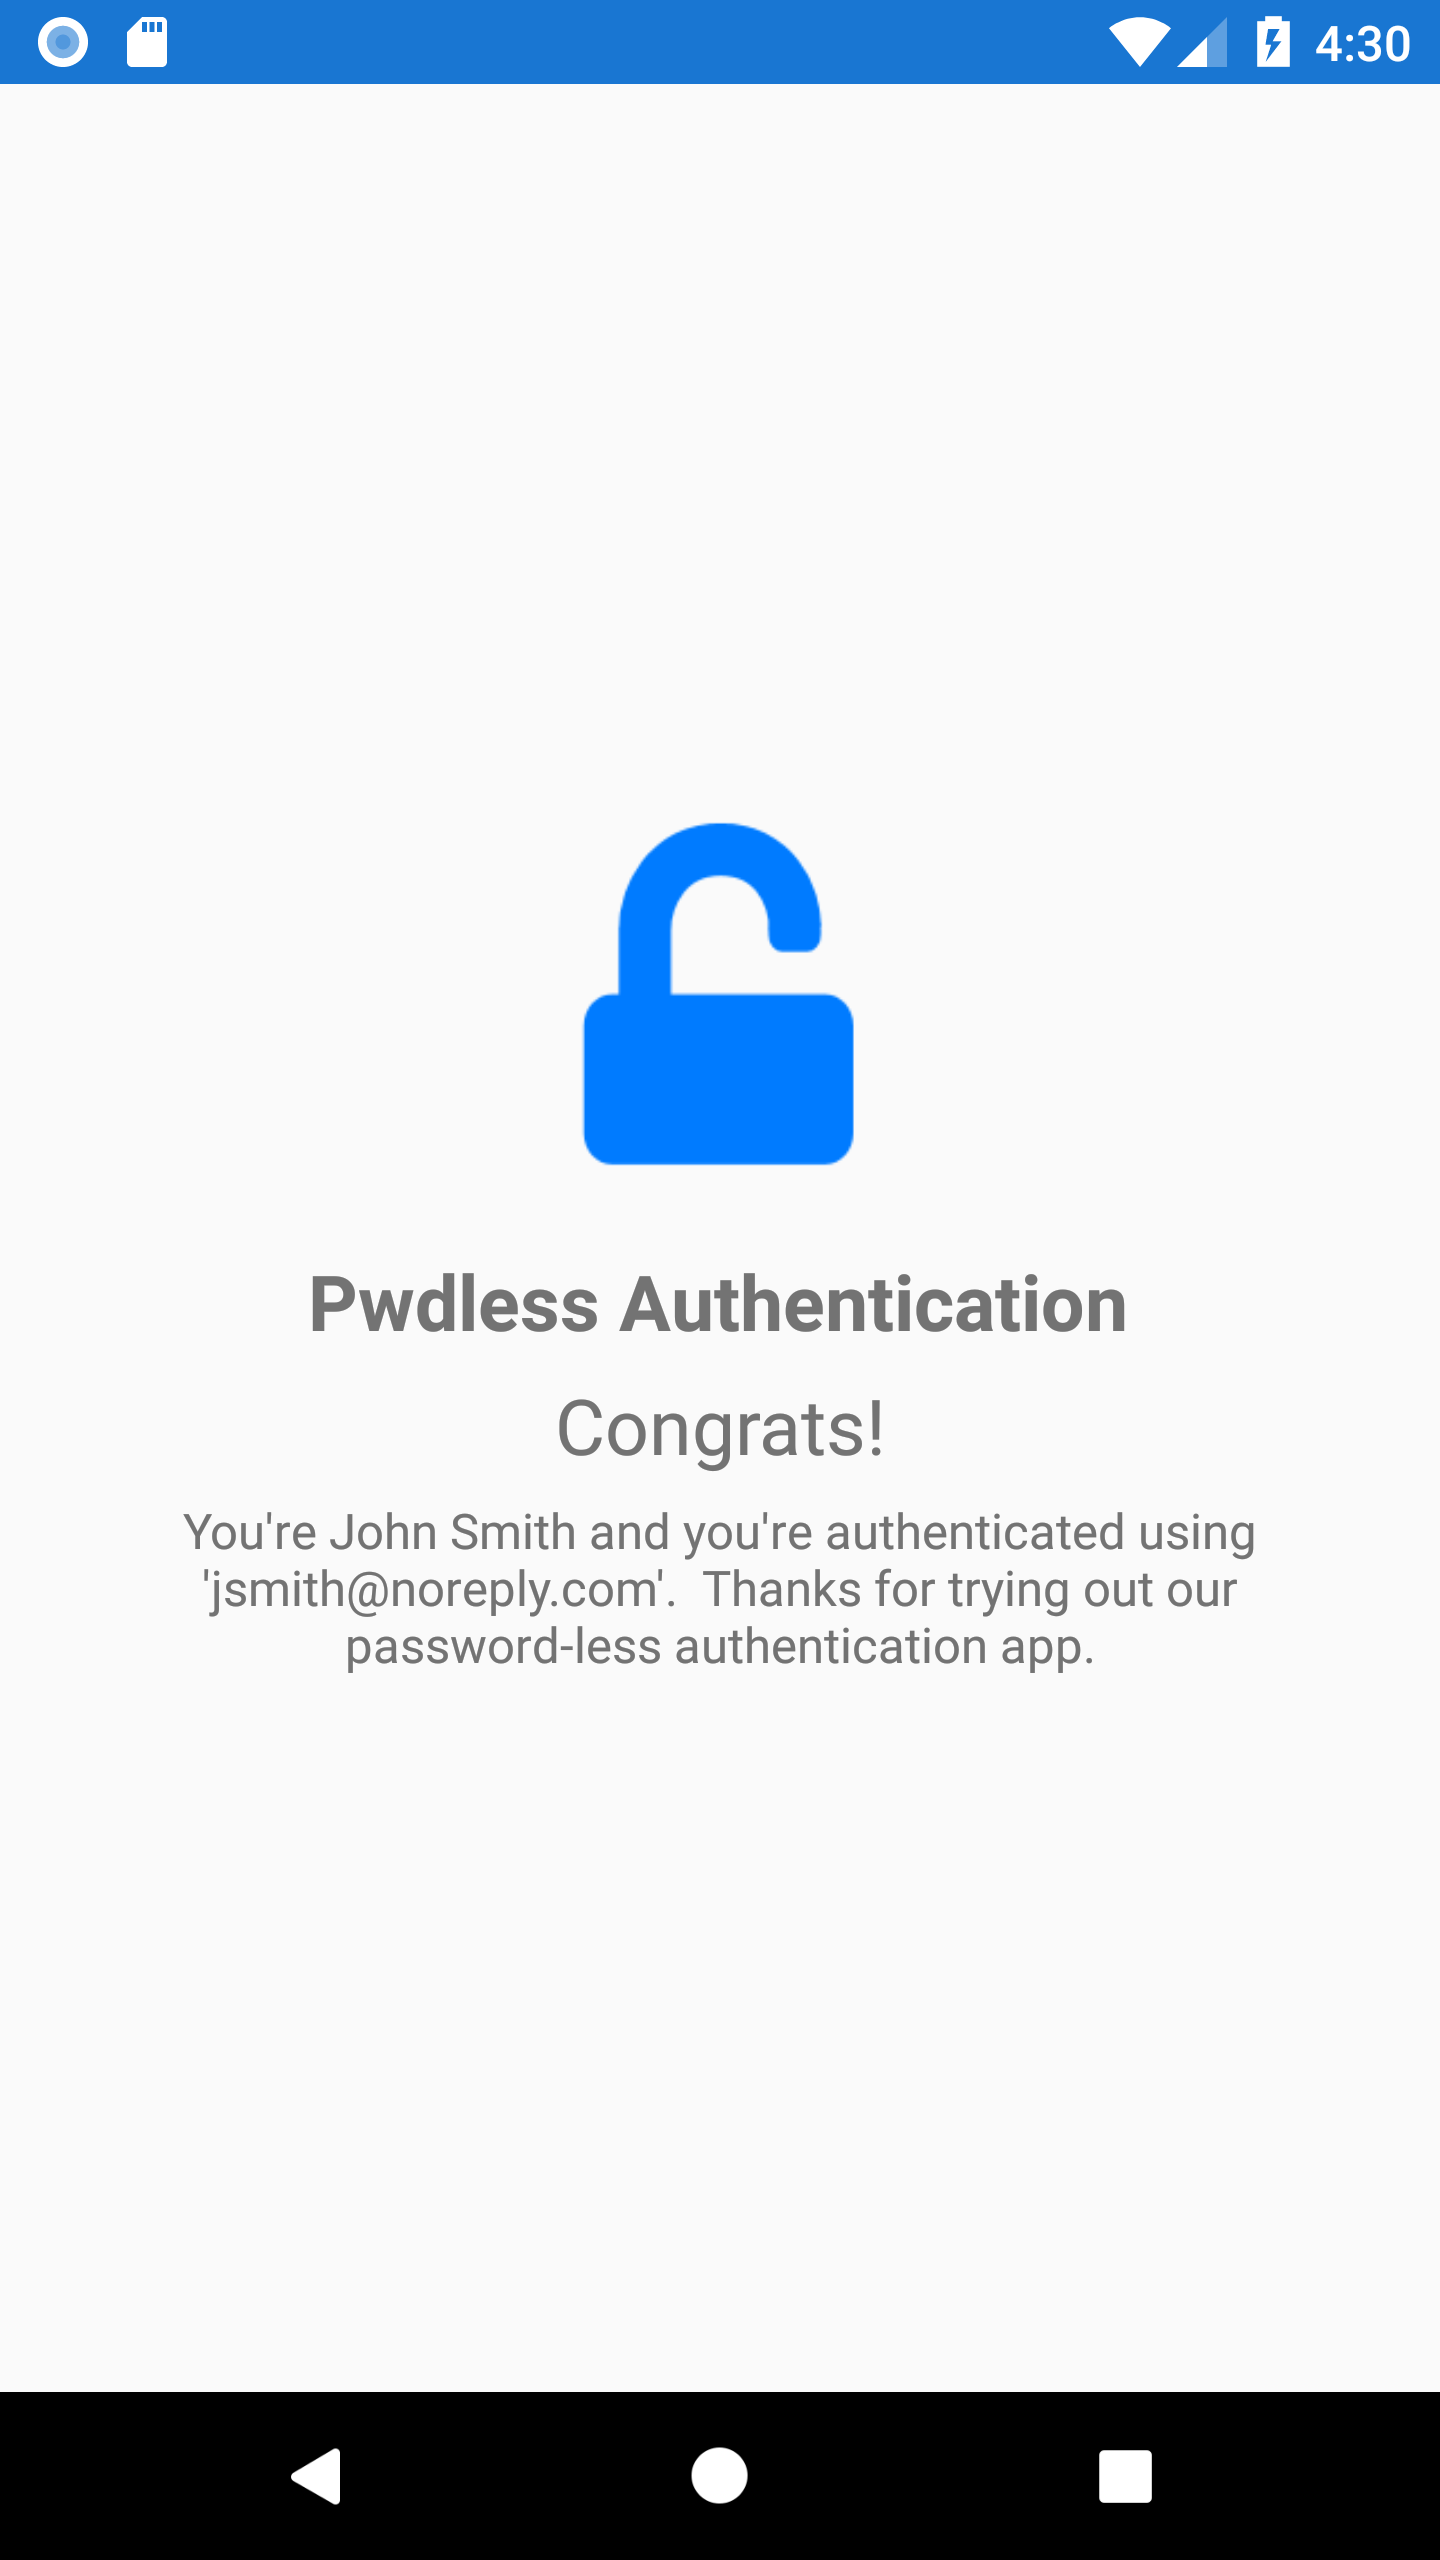 4:30
Pwdless Authentication
Congrats!
You're John Smith and you're authenticated using
'jsmith@noreply.com'.  Thanks for trying out our
password-less authentication app.